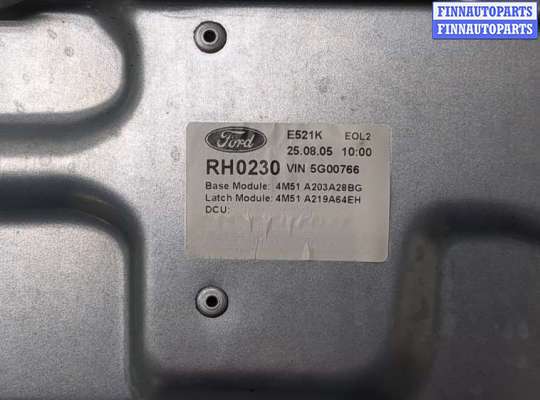 FINNAUTOPARTS
FINNAUTOPARTS
Ford E521K EOL2
25.08.05 10:00
RH0230 VIN 5G00766
Base Module: 4M51 A203A28BG
Latch Module: 4M51 A219A64EH
DCU: